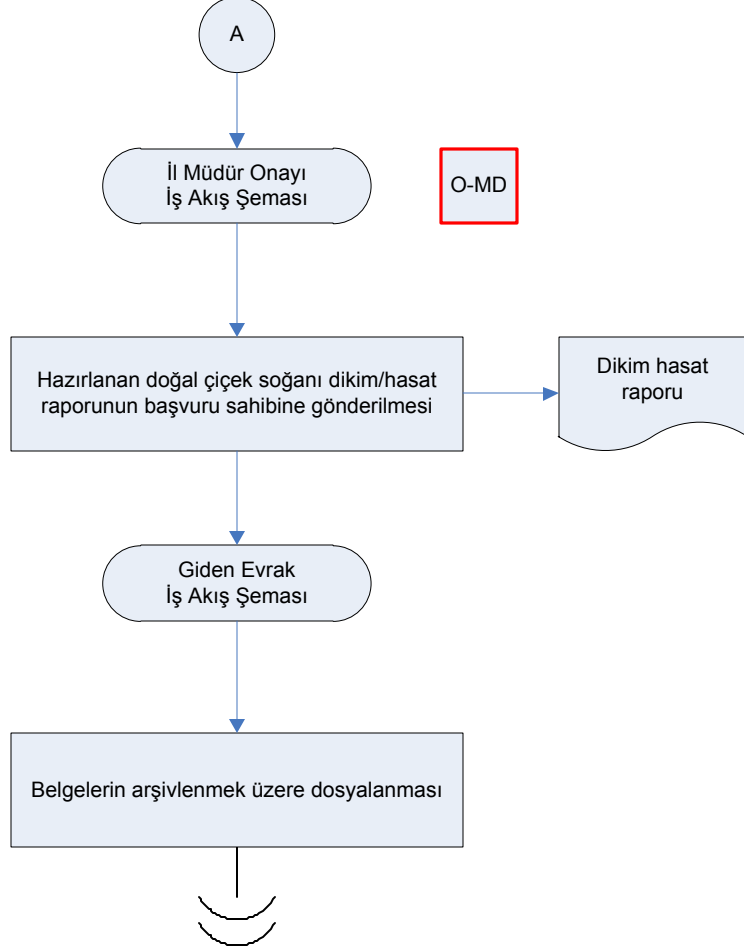 A
İl Müdür Onayı
İş Akış Şeması
O-MD
Hazırlanan doğal çiçek soğanı dikim/hasat
raporunun başvuru sahibine gönderilmesi
Dikim hasat
raporu
Giden Evrak
İş Akış Şeması
Belgelerin arşivlenmek üzere dosyalanması